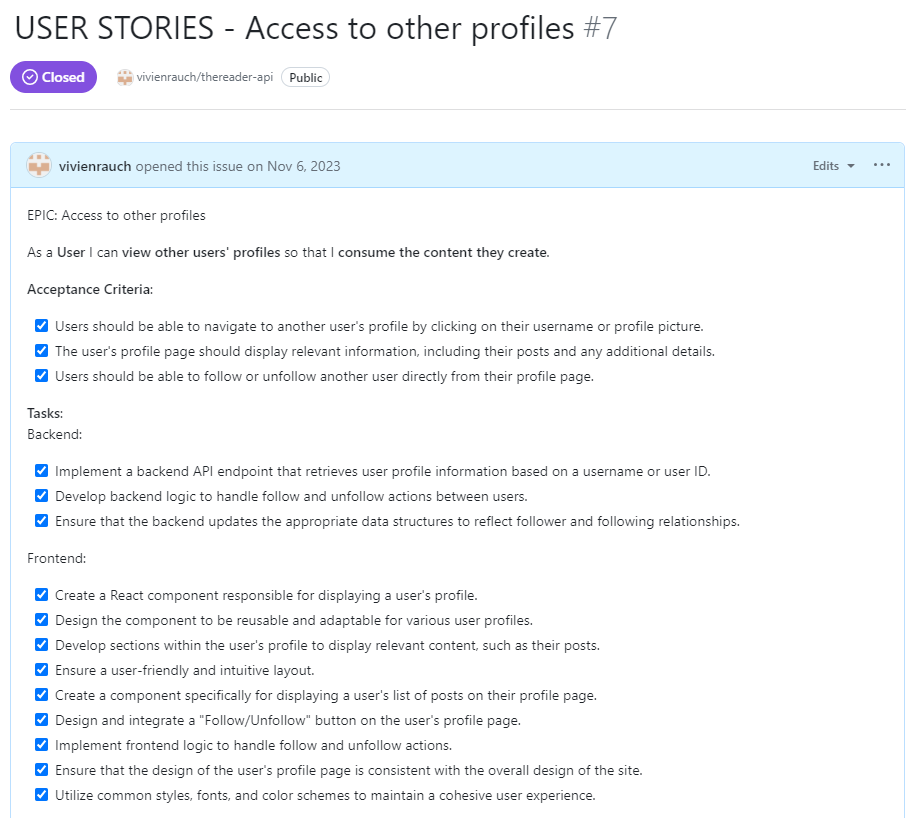 USER STORIES - Access to other profiles #7
Closed vivienrauch/thereader-api Public
vivienrauch opened this issue on Nov 6, 2023 Edits
EPIC: Access to other profiles
As a User I can view other users' profiles so that I consume the content they create.
Acceptance Criteria:
Users should be able to navigate to another user's profile by clicking on their username or profile picture.
The user's profile page should display relevant information, including their posts and any additional details.
Users should be able to follow or unfollow another user directly from their profile page.
Tasks:
Backend:
Implement a backend API endpoint that retrieves user profile information based on a username or user ID.
Develop backend logic to handle follow and unfollow actions between users.
Ensure that the backend updates the appropriate data structures to reflect follower and following relationships.
Frontend:
Create a React component responsible for displaying a user's profile.
Design the component to be reusable and adaptable for various user profiles.
Develop sections within the user's profile to display relevant content, such as their posts.
Ensure a user-friendly and intuitive layout.
Create a component specifically for displaying a user's list of posts on their profile page.
Design and integrate a "Follow/Unfollow" button on the user's profile page.
Implement frontend logic to handle follow and unfollow actions.
Ensure that the design of the user's profile page is consistent with the overall design of the site.
Utilize common styles, fonts, and color schemes to maintain a cohesive user experience.